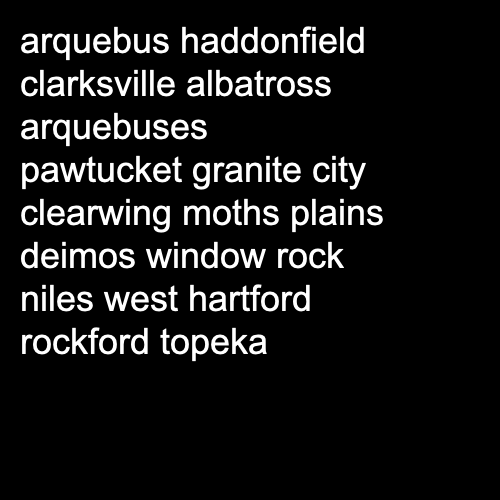 arquebus haddonfield
clarksville albatross
arquebuses
pawtucket granite city
clearwing moths plains
deimos window rock
niles west hartford
rockford topeka